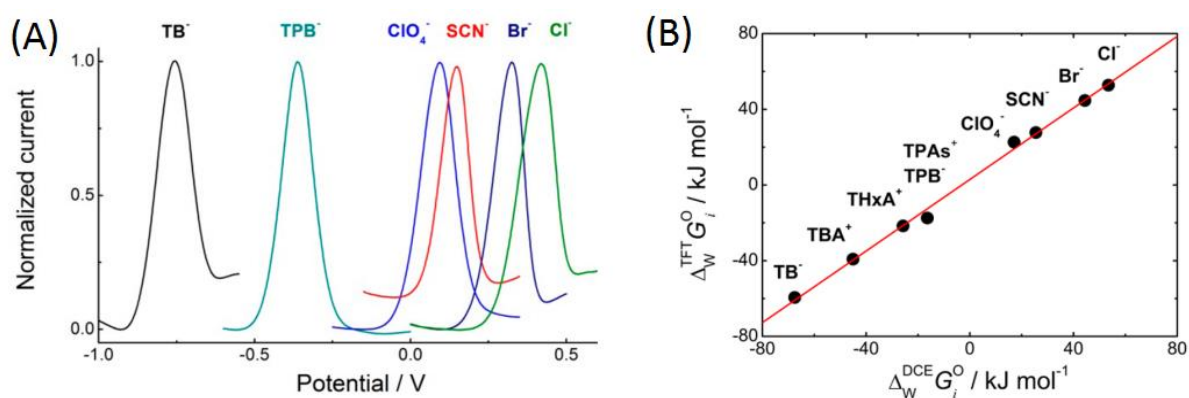 (A)
TB⁻ TPB⁻ ClO₄⁻ SCN⁻ Br⁻ Cl⁻
1.0
0.5
0.0
Normalized current
-1.0 -0.5 0.0 0.5
Potential / V
(B)
80
40
0
-40
-80
Δ_W^TFT G_i^O / kJ mol⁻¹
Cl⁻
Br⁻
SCN⁻
ClO₄⁻
TPAs⁺
TPB⁻
THxA⁺
TBA⁺
TB⁻
-80 -40 0 40 80
Δ_W^DCE G_i^O / kJ mol⁻¹